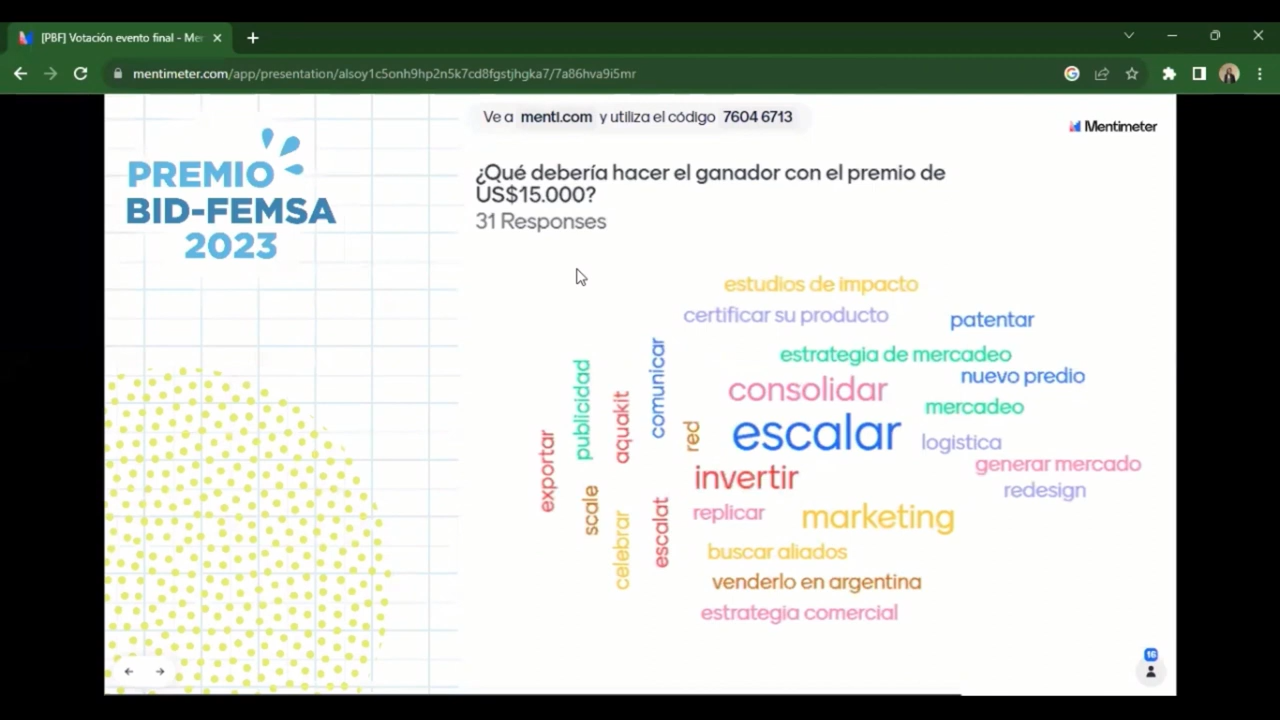 [PBF] Votación evento final - Me
mentimeter.com/app/presentation/alsoy1c5onh9hp2n5k7cd8fgstjhgka7/7a86hva9i5mr
PREMIO
BID-FEMSA
2023
Ve a menti.com y utiliza el código 7604 6713
Mentimeter
¿Qué debería hacer el ganador con el premio de
US$15.000?
31 Responses
estudios de impacto
certificar su producto
patentar
estrategia de mercadeo
nuevo predio
consolidar
mercadeo
escalar
logistica
generar mercado
invertir
redesign
replicar
marketing
buscar aliados
venderlo en argentina
estrategia comercial
exportar
publicidad
scale
aquakit
celebrar
comunicar
escalat
red
16